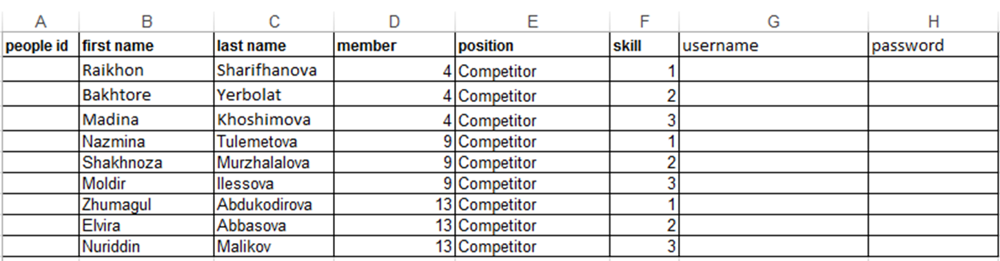 A B C D E F G H
people id first name last name member position skill username password
Raikhon Sharifhanova 4 Competitor 1
Bakhtore Yerbolat 4 Competitor 2
Madina Khoshimova 4 Competitor 3
Nazmina Tulemetova 9 Competitor 1
Shakhnoza Murzhalalova 9 Competitor 2
Moldir Ilessova 9 Competitor 3
Zhumagul Abdukodirova 13 Competitor 1
Elvira Abbasova 13 Competitor 2
Nuriddin Malikov 13 Competitor 3